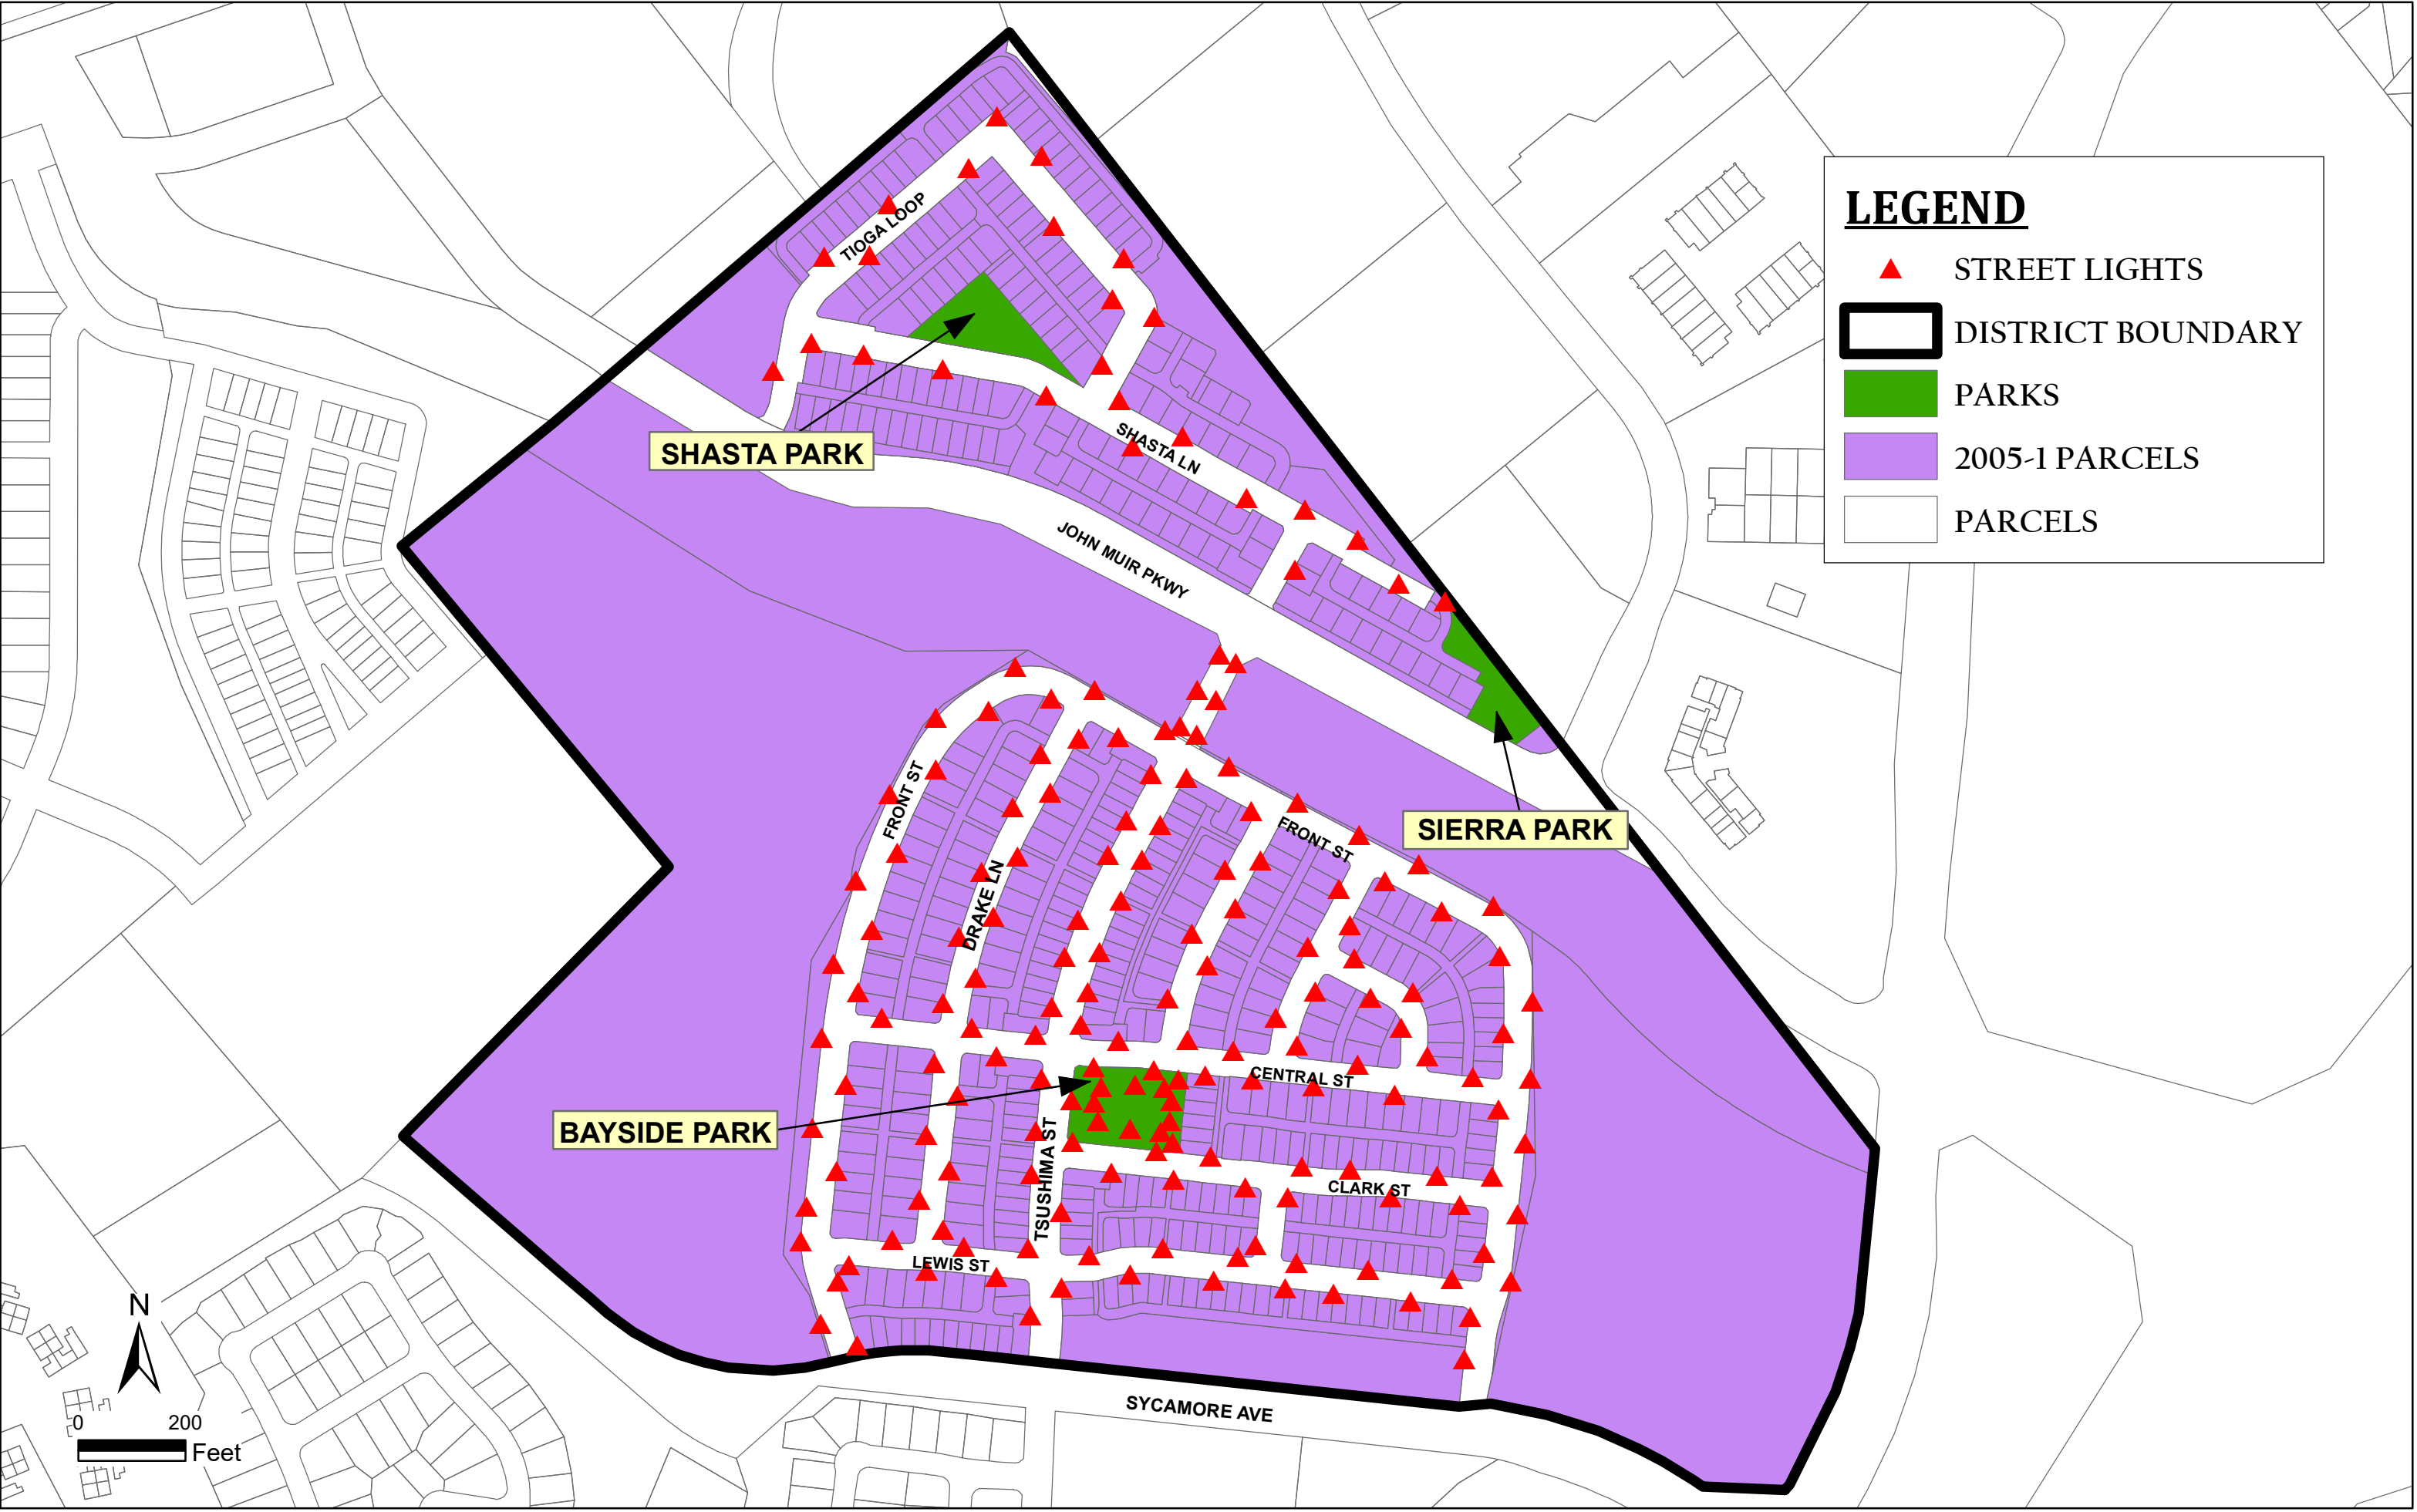 LEGEND
STREET LIGHTS
DISTRICT BOUNDARY
PARKS
2005-1 PARCELS
PARCELS
TIOGA LOOP
SHASTA PARK
SHASTA LN
JOHN MUIR PKWY
SIERRA PARK
FRONT ST
FRONT ST
DRAKE LN
CENTRAL ST
BAYSIDE PARK
TSUSHIMA ST
CLARK ST
LEWIS ST
SYCAMORE AVE
N
0 200
Feet